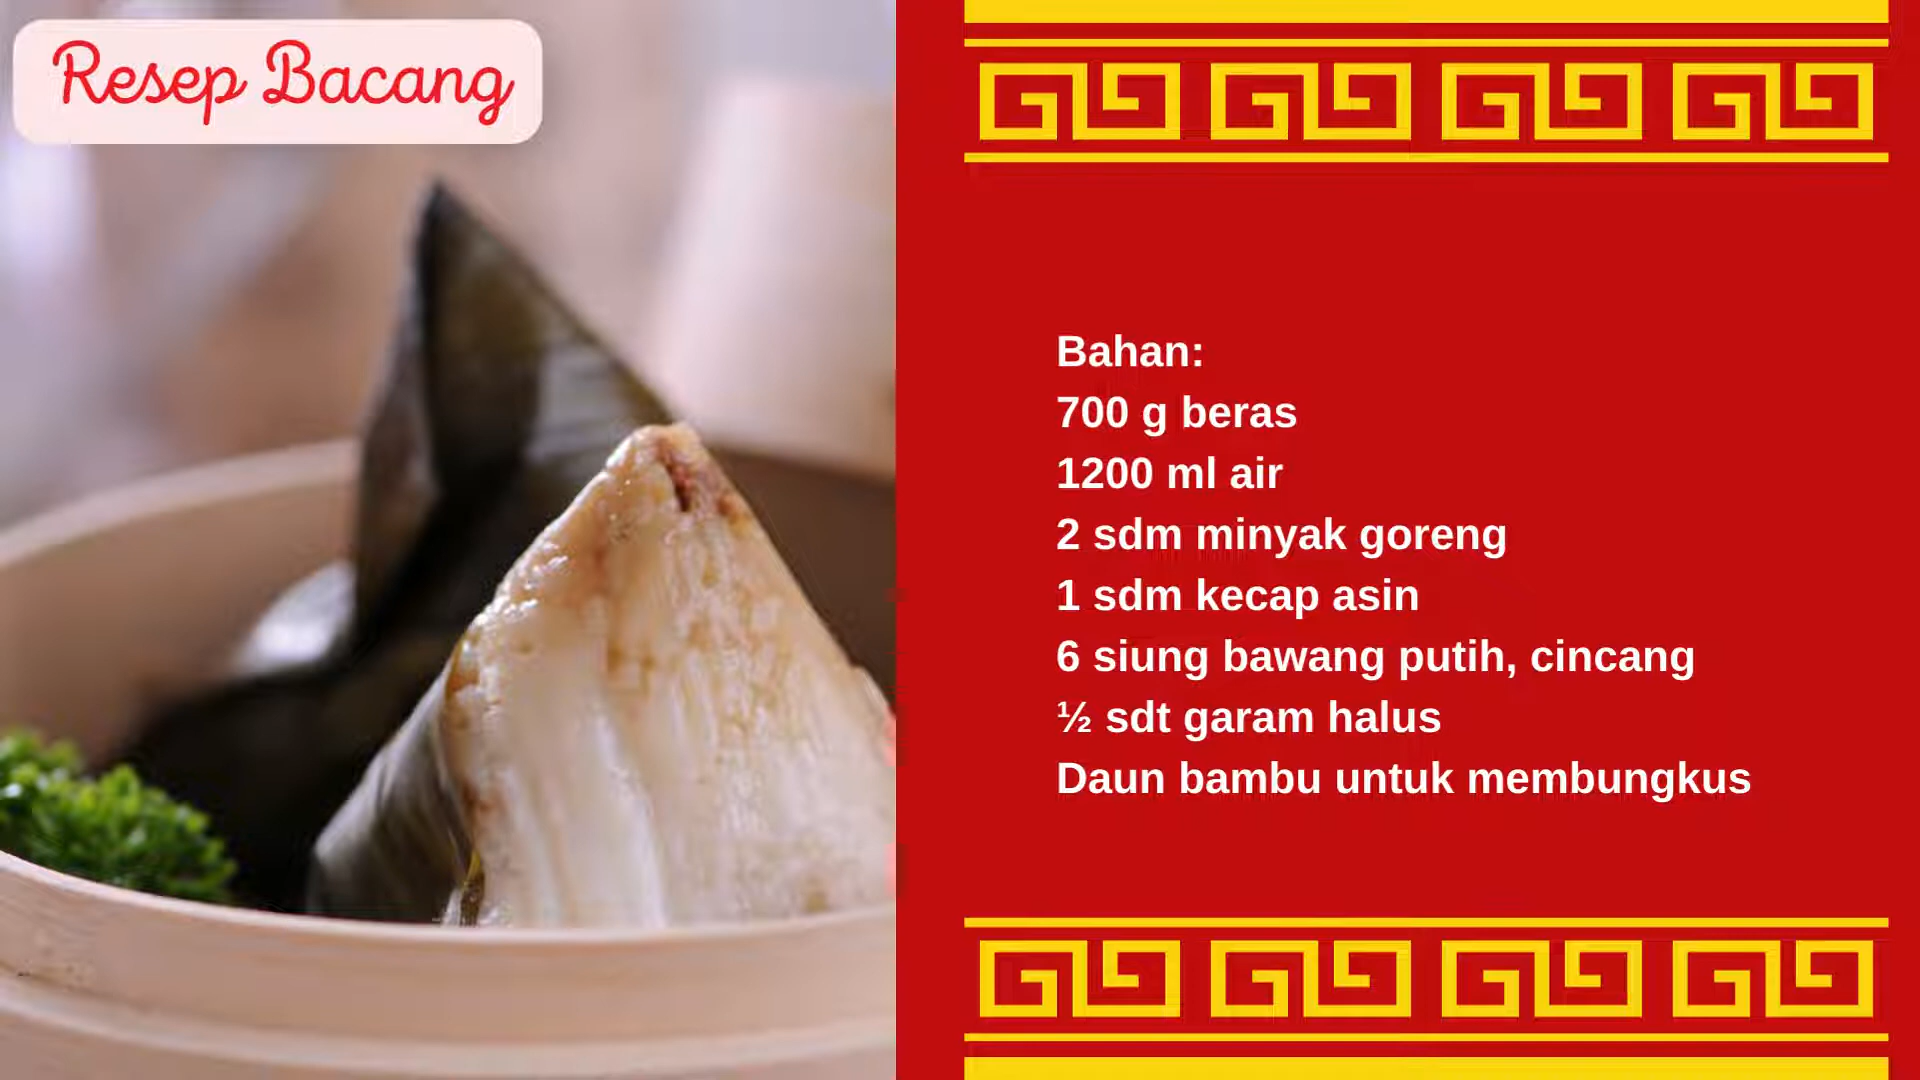 Resep Bacang
Bahan:
700 g beras
1200 ml air
2 sdm minyak goreng
1 sdm kecap asin
6 siung bawang putih, cincang
½ sdt garam halus
Daun bambu untuk membungkus